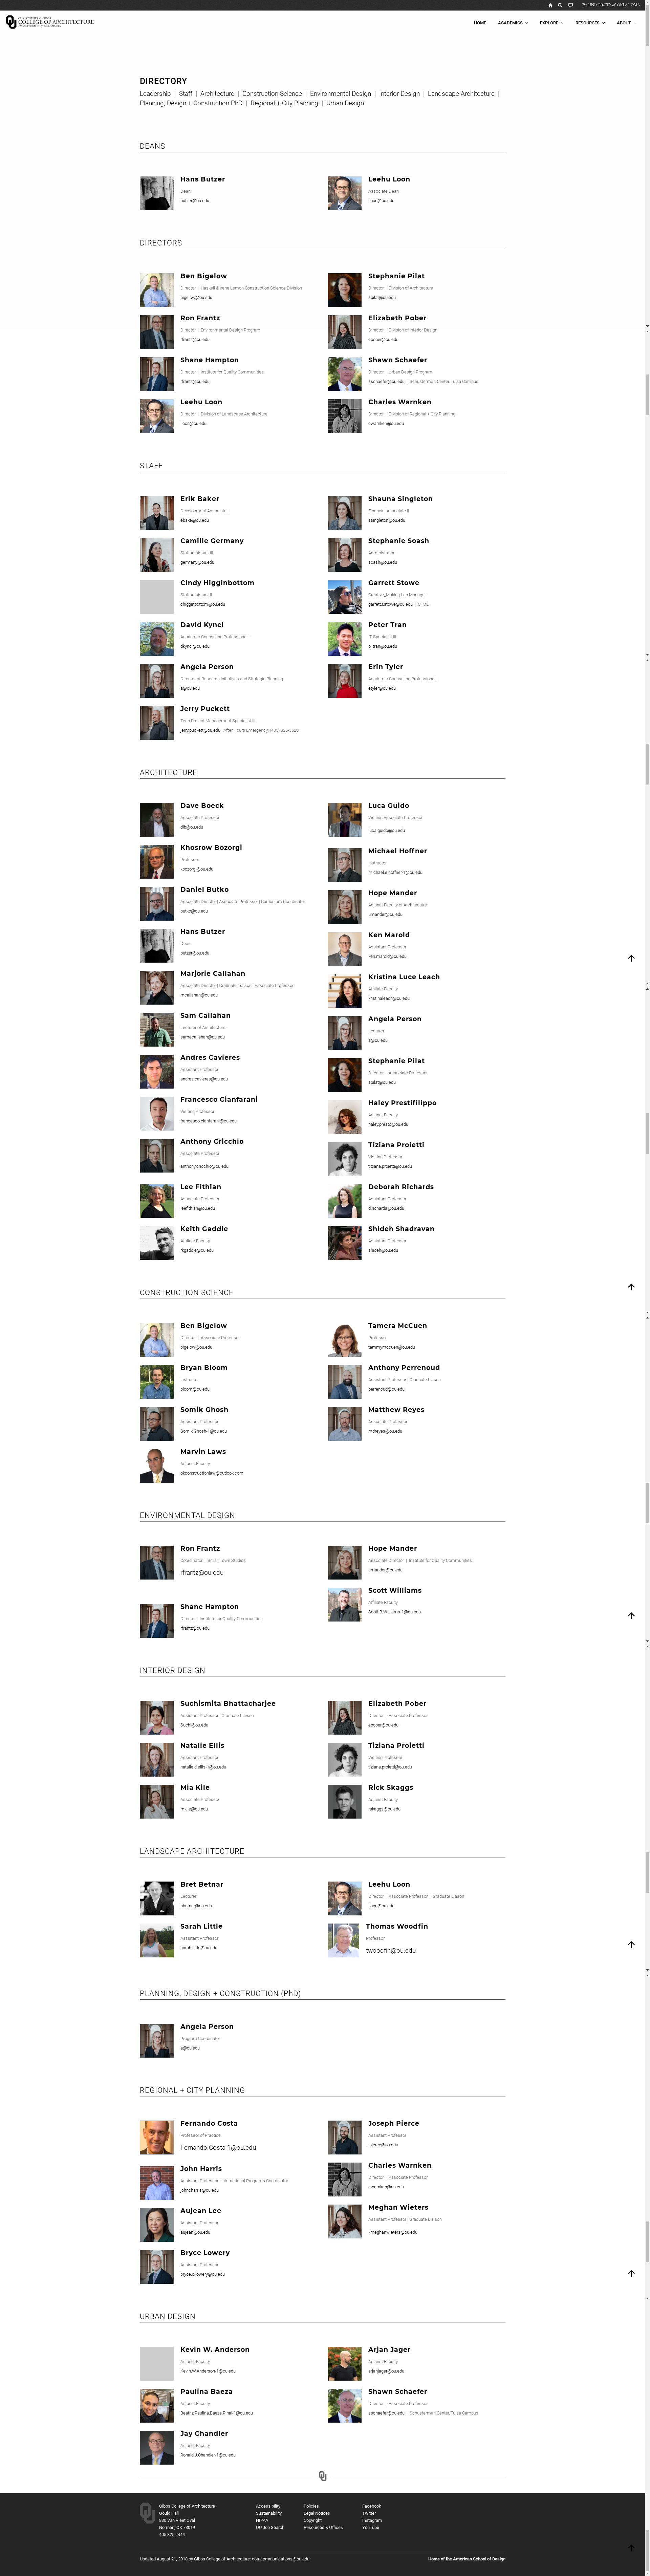 The UNIVERSITY of OKLAHOMA
CHRISTOPHER C. GIBBS
COLLEGE OF ARCHITECTURE
The UNIVERSITY of OKLAHOMA
HOME ACADEMICS EXPLORE RESOURCES ABOUT
DIRECTORY
Leadership | Staff | Architecture | Construction Science | Environmental Design | Interior Design | Landscape Architecture |
Planning, Design + Construction PhD | Regional + City Planning | Urban Design
DEANS
Hans Butzer
Dean
butzer@ou.edu
Leehu Loon
Associate Dean
lloon@ou.edu
DIRECTORS
Ben Bigelow
Director | Haskell & Irene Lemon Construction Science Division
bigelow@ou.edu
Stephanie Pilat
Director | Division of Architecture
spilat@ou.edu
Ron Frantz
Director | Environmental Design Program
rfrantz@ou.edu
Elizabeth Pober
Director | Division of Interior Design
epober@ou.edu
Shane Hampton
Director | Institute for Quality Communities
rfrantz@ou.edu
Shawn Schaefer
Director | Urban Design Program
sschaefer@ou.edu | Schusterman Center, Tulsa Campus
Leehu Loon
Director | Division of Landscape Architecture
lloon@ou.edu
Charles Warnken
Director | Division of Regional + City Planning
cwarnken@ou.edu
STAFF
Erik Baker
Development Associate II
ebake@ou.edu
Shauna Singleton
Financial Associate II
ssingleton@ou.edu
Camille Germany
Staff Assistant III
germany@ou.edu
Stephanie Soash
Administrator II
soash@ou.edu
Cindy Higginbottom
Staff Assistant II
chigginbottom@ou.edu
Garrett Stowe
Creative_Making Lab Manager
garrett.r.stowe@ou.edu | C_ML
David Kyncl
Academic Counseling Professional II
dkyncl@ou.edu
Peter Tran
IT Specialist III
p_tran@ou.edu
Angela Person
Director of Research Initiatives and Strategic Planning
a@ou.edu
Erin Tyler
Academic Counseling Professional II
etyler@ou.edu
Jerry Puckett
Tech Project Management Specialist III
jerry.puckett@ou.edu | After Hours Emergency: (405) 325-3520
ARCHITECTURE
Dave Boeck
Associate Professor
dlb@ou.edu
Khosrow Bozorgi
Professor
kbozorgi@ou.edu
Daniel Butko
Associate Director | Associate Professor | Curriculum Coordinator
butko@ou.edu
Hans Butzer
Dean
butzer@ou.edu
Marjorie Callahan
Associate Director | Graduate Liaison | Associate Professor
mcallahan@ou.edu
Sam Callahan
Lecturer of Architecture
samecallahan@ou.edu
Andres Cavieres
Assistant Professor
andres.cavieres@ou.edu
Francesco Cianfarani
Visiting Professor
francesco.cianfarani@ou.edu
Anthony Cricchio
Associate Professor
anthony.cricchio@ou.edu
Lee Fithian
Associate Professor
leefithian@ou.edu
Keith Gaddie
Affiliate Faculty
rkgaddie@ou.edu
Luca Guido
Visiting Associate Professor
luca.guido@ou.edu
Michael Hoffner
Instructor
michael.e.hoffner-1@ou.edu
Hope Mander
Adjunct Faculty of Architecture
umander@ou.edu
Ken Marold
Assistant Professor
ken.marold@ou.edu
Kristina Luce Leach
Affiliate Faculty
kristinaleach@ou.edu
Angela Person
Lecturer
a@ou.edu
Stephanie Pilat
Director | Associate Professor
spilat@ou.edu
Haley Prestifilippo
Adjunct Faculty
haley.presto@ou.edu
Tiziana Proietti
Visiting Professor
tiziana.proietti@ou.edu
Deborah Richards
Assistant Professor
d.richards@ou.edu
Shideh Shadravan
Assistant Professor
shideh@ou.edu
CONSTRUCTION SCIENCE
Ben Bigelow
Director | Associate Professor
bigelow@ou.edu
Bryan Bloom
Instructor
bloom@ou.edu
Somik Ghosh
Assistant Professor
Somik.Ghosh-1@ou.edu
Marvin Laws
Adjunct Faculty
okconstructionlaw@outlook.com
Tamera McCuen
Professor
tammymccuen@ou.edu
Anthony Perrenoud
Assistant Professor | Graduate Liaison
perrenoud@ou.edu
Matthew Reyes
Associate Professor
mdreyes@ou.edu
ENVIRONMENTAL DESIGN
Ron Frantz
Coordinator | Small Town Studios
rfrantz@ou.edu
Shane Hampton
Director | Institute for Quality Communities
rfrantz@ou.edu
Hope Mander
Associate Director | Institute for Quality Communities
umander@ou.edu
Scott Williams
Affiliate Faculty
Scott.B.Williams-1@ou.edu
INTERIOR DESIGN
Suchismita Bhattacharjee
Assistant Professor | Graduate Liaison
Suchi@ou.edu
Natalie Ellis
Assistant Professor
natalie.d.ellis-1@ou.edu
Mia Kile
Associate Professor
mkile@ou.edu
Elizabeth Pober
Director | Associate Professor
epober@ou.edu
Tiziana Proietti
Visiting Professor
tiziana.proietti@ou.edu
Rick Skaggs
Adjunct Faculty
rskaggs@ou.edu
LANDSCAPE ARCHITECTURE
Bret Betnar
Lecturer
bbetnar@ou.edu
Sarah Little
Assistant Professor
sarah.little@ou.edu
Leehu Loon
Director | Associate Professor | Graduate Liaison
lloon@ou.edu
Thomas Woodfin
Professor
twoodfin@ou.edu
PLANNING, DESIGN + CONSTRUCTION (PhD)
Angela Person
Program Coordinator
a@ou.edu
REGIONAL + CITY PLANNING
Fernando Costa
Professor of Practice
Fernando.Costa-1@ou.edu
John Harris
Assistant Professor | International Programs Coordinator
johncharris@ou.edu
Aujean Lee
Assistant Professor
aujean@ou.edu
Bryce Lowery
Assistant Professor
bryce.c.lowery@ou.edu
Joseph Pierce
Assistant Professor
jpierce@ou.edu
Charles Warnken
Director | Associate Professor
cwarnken@ou.edu
Meghan Wieters
Assistant Professor | Graduate Liaison
kmeghanwieters@ou.edu
URBAN DESIGN
Kevin W. Anderson
Adjunct Faculty
Kevin.W.Anderson-1@ou.edu
Paulina Baeza
Adjunct Faculty
Beatriz.Paulina.Baeza.Pinal-1@ou.edu
Jay Chandler
Adjunct Faculty
Ronald.J.Chandler-1@ou.edu
Arjan Jager
Adjunct Faculty
arjanjager@ou.edu
Shawn Schaefer
Director | Associate Professor
sschaefer@ou.edu | Schusterman Center, Tulsa Campus
Gibbs College of Architecture
Gould Hall
830 Van Vleet Oval
Norman, OK 73019
405.325.2444
Accessibility
Sustainability
HIPAA
OU Job Search
Policies
Legal Notices
Copyright
Resources & Offices
Facebook
Twitter
Instagram
YouTube
Updated August 21, 2018 by Gibbs College of Architecture: coa-communications@ou.edu
Home of the American School of Design